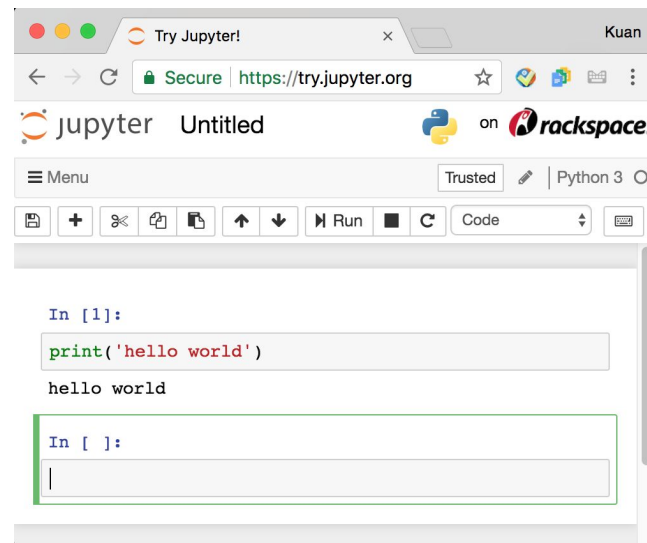 Try Jupyter!
Kuan
Secure https://try.jupyter.org
jupyter Untitled on rackspace.
Menu Trusted Python 3
Run Code
In [1]:
print('hello world')
hello world
In [ ]: